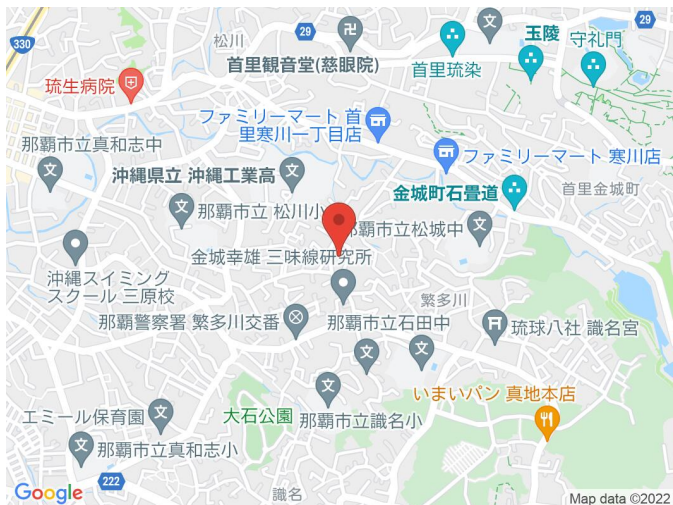 330
松川
29
29
玉陵
守礼門
首里観音堂(慈眼院)
首里琉染
琉生病院
ファミリーマート 首
里寒川一丁目店
那覇市立真和志中
ファミリーマート 寒川店
沖縄県立 沖縄工業高
首里金城町
金城町石畳道
那覇市立 松川小
那覇市立松城中
金城幸雄 三味線研究所
沖縄スイミング
スクール 三原校
繁多川
那覇警察署 繁多川交番
那覇市立石田中
琉球八社 識名宮
いまいパン 真地本店
エミール保育園
大石公園
那覇市立識名小
那覇市立真和志小
222
識名
Google
Map data ©2022